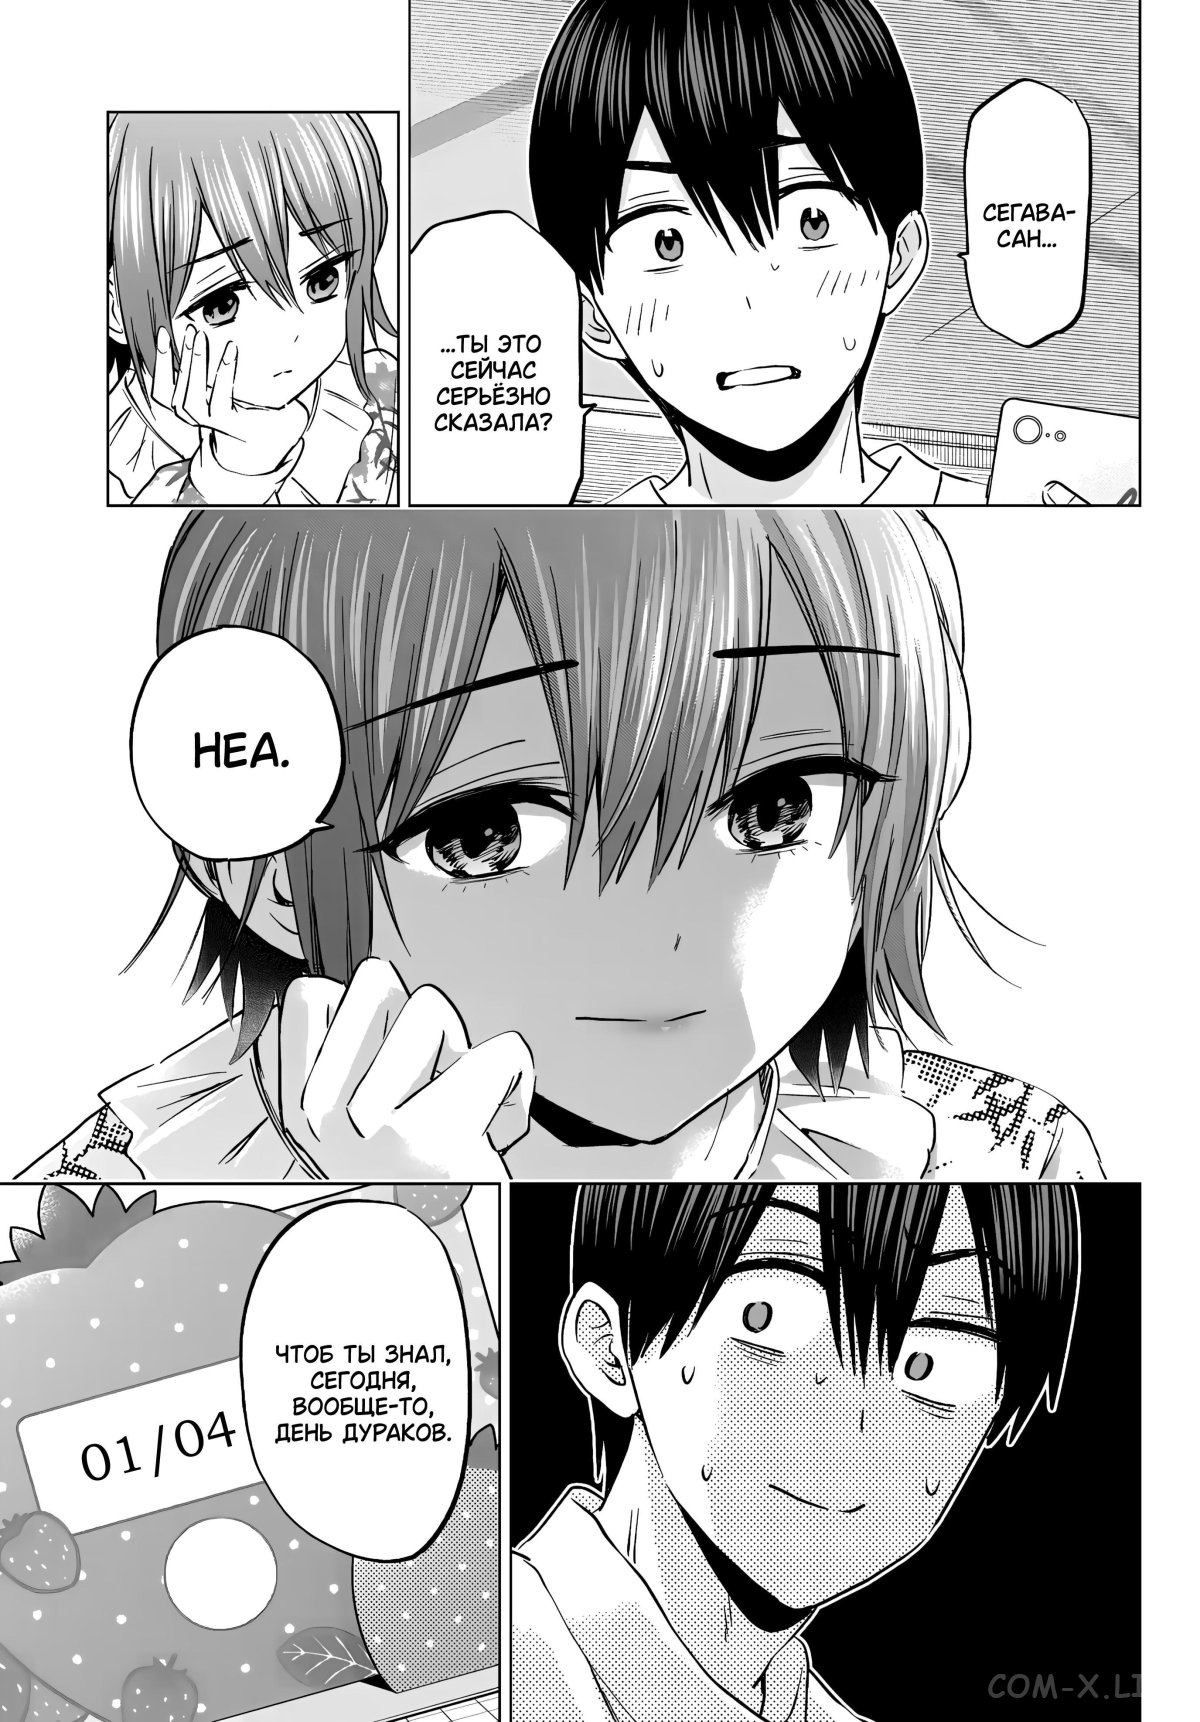 СЕГАВА-
САН...
...ТЫ ЭТО
СЕЙЧАС
СЕРЬЁЗНО
СКАЗАЛА?
НЕА.
ЧТОБ ТЫ ЗНАЛ,
СЕГОДНЯ,
ВООБЩЕ-ТО,
ДЕНЬ ДУРАКОВ.
01/04
COM-X.LI